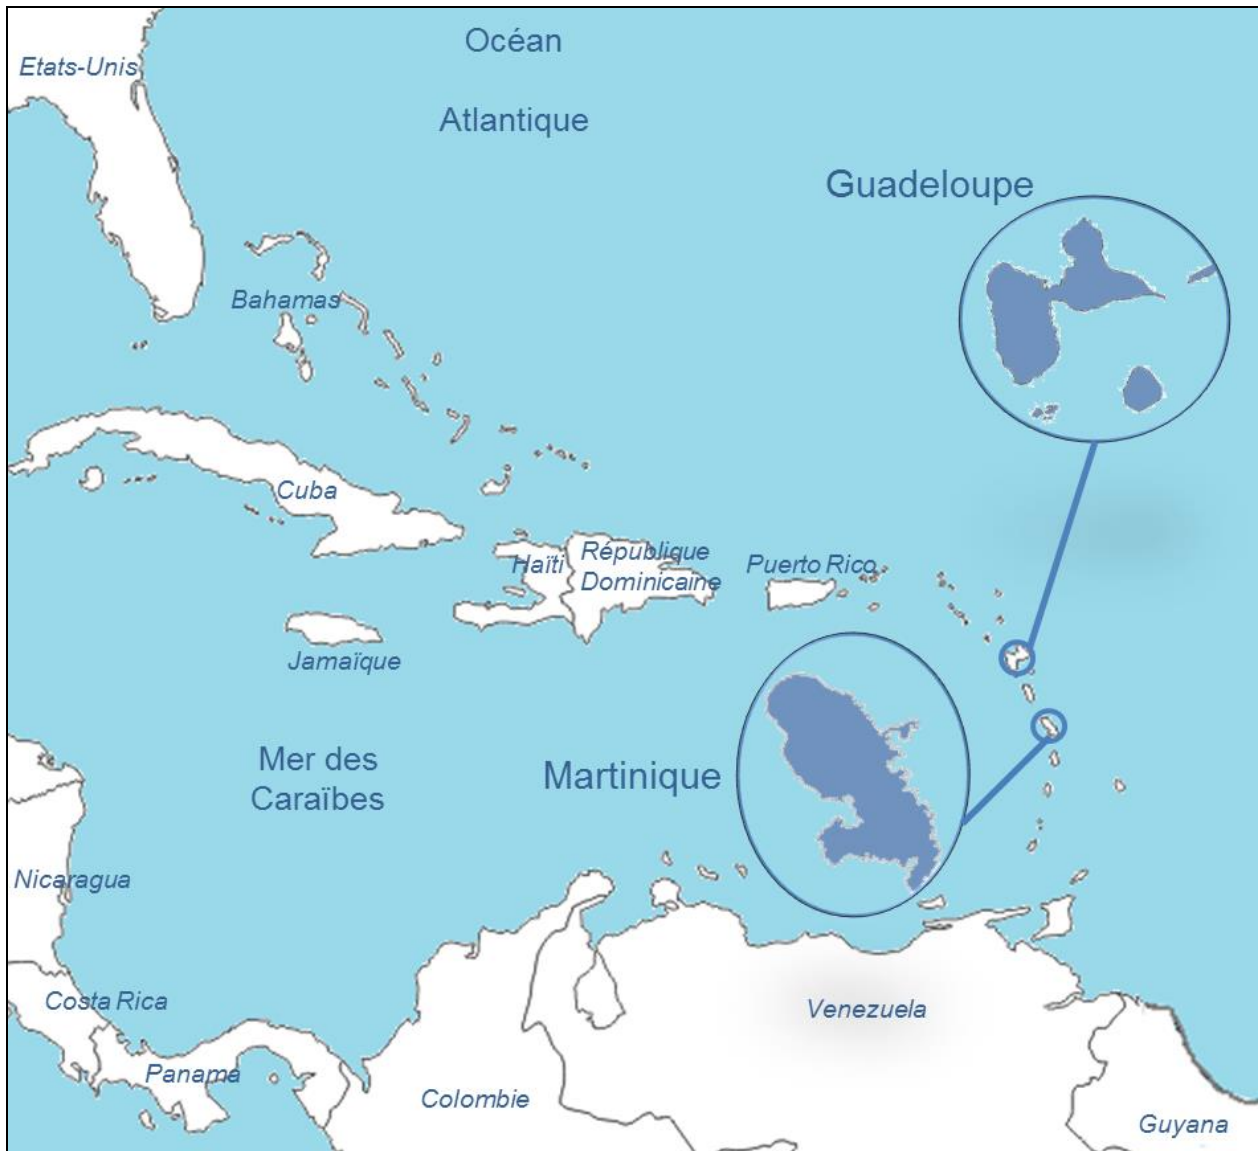 Océan
Etats-Unis
Atlantique
Guadeloupe
Bahamas
Cuba
Haïti
République
Dominicaine
Puerto Rico
Jamaïque
Mer des
Caraïbes
Martinique
Nicaragua
Costa Rica
Venezuela
Panama
Colombie
Guyana